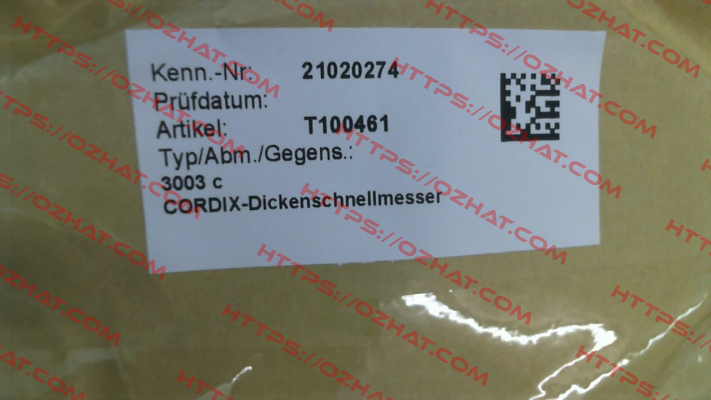 Kenn.-Nr: 21020274
Prüfdatum:
Artikel: T100461
Typ/Abm./Gegens.:
3003 c
CORDIX-Dickenschnellmesser
HTTPS://OZHAT.COM